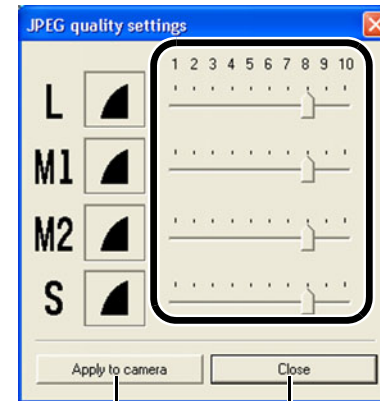 JPEG quality settings
1 2 3 4 5 6 7 8 9 10
L
M1
M2
S
Apply to camera
Close